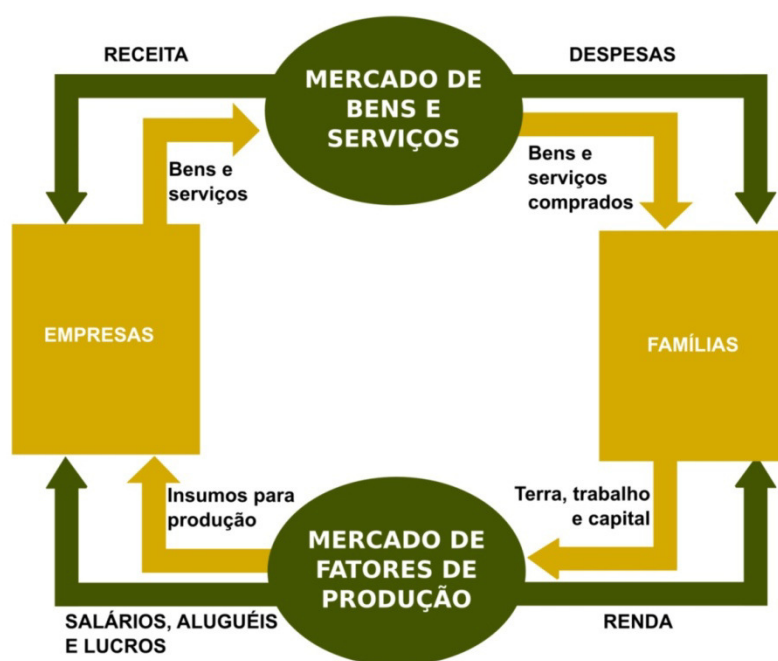 RECEITA
MERCADO DE
BENS E
SERVIÇOS
DESPESAS
Bens e
serviços
Bens e
serviços
comprados
EMPRESAS
FAMÍLIAS
Insumos para
produção
MERCADO DE
FATORES DE
PRODUÇÃO
Terra, trabalho
e capital
SALÁRIOS, ALUGUÉIS
E LUCROS
RENDA